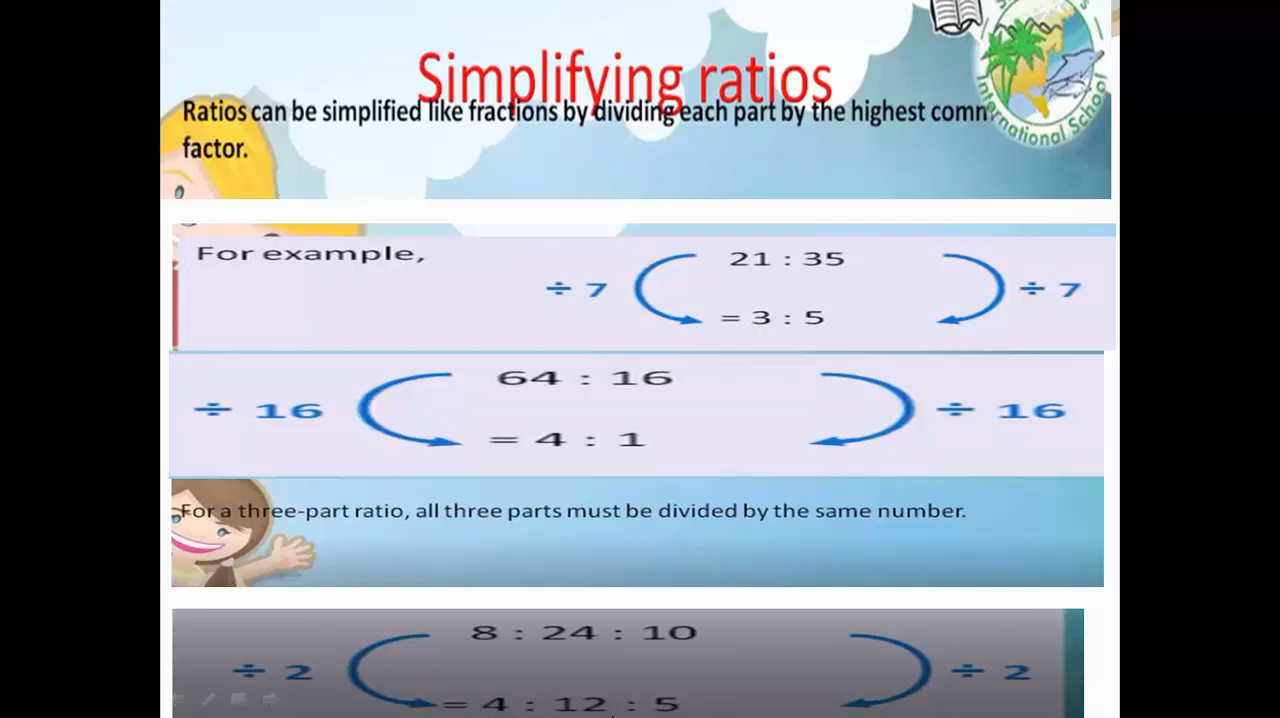 Simplifying ratios
Ratios can be simplified like fractions by dividing each part by the highest comm
factor.
International School
For example,
21 : 35
÷ 7
÷ 7
= 3 : 5
64 : 16
÷ 16
÷ 16
= 4 : 1
For a three-part ratio, all three parts must be divided by the same number.
8 : 24 : 10
÷ 2
÷ 2
= 4 : 12 : 5